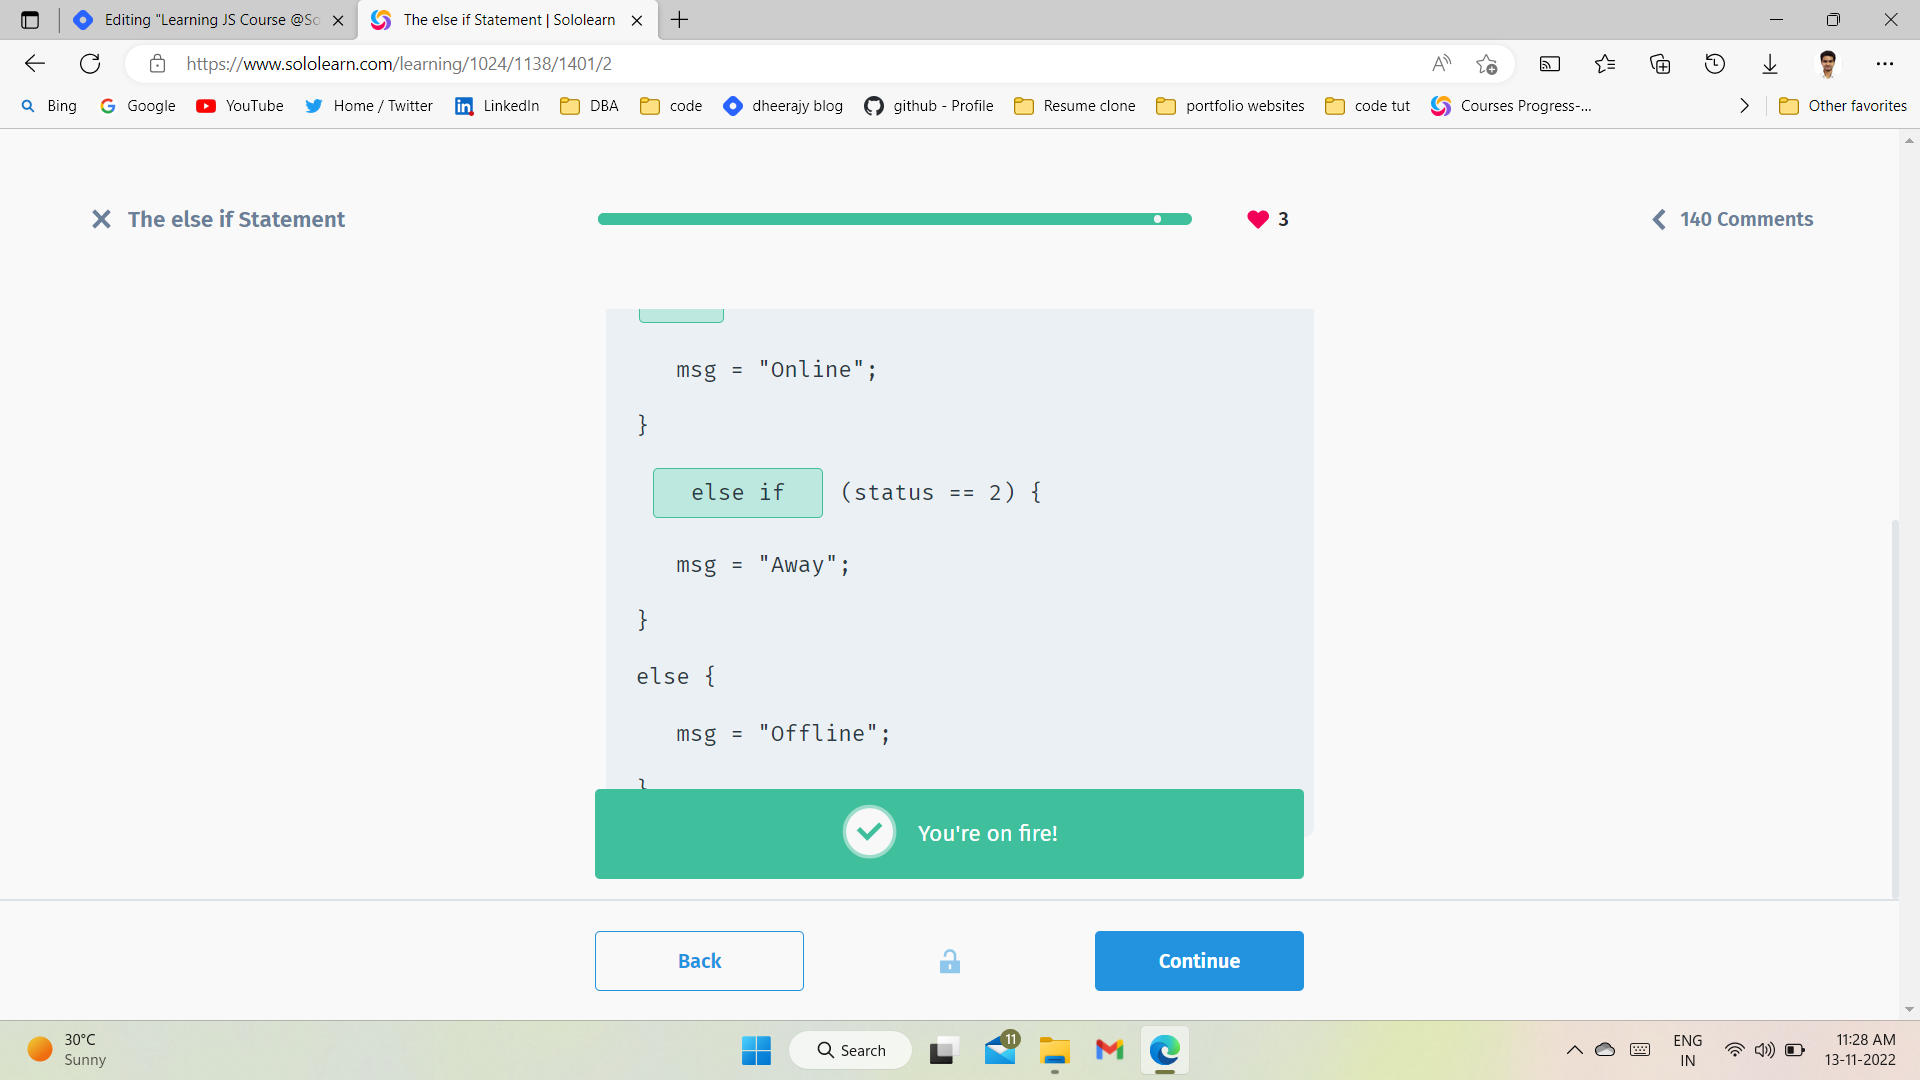 Editing "Learning JS Course @So
The else if Statement | Sololearn
https://www.sololearn.com/learning/1024/1138/1401/2
Bing
Google
YouTube
Home / Twitter
LinkedIn
DBA
code
dheerajy blog
github - Profile
Resume clone
portfolio websites
code tut
Courses Progress-...
Other favorites
The else if Statement
3
140 Comments
msg = "Online";
}
else if (status == 2) {
msg = "Away";
}
else {
msg = "Offline";
}
You're on fire!
Back
Continue
30°C
Sunny
Search
11
ENG
IN
11:28 AM
13-11-2022